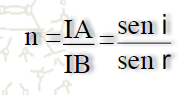 n = IA / IB = sen i / sen r